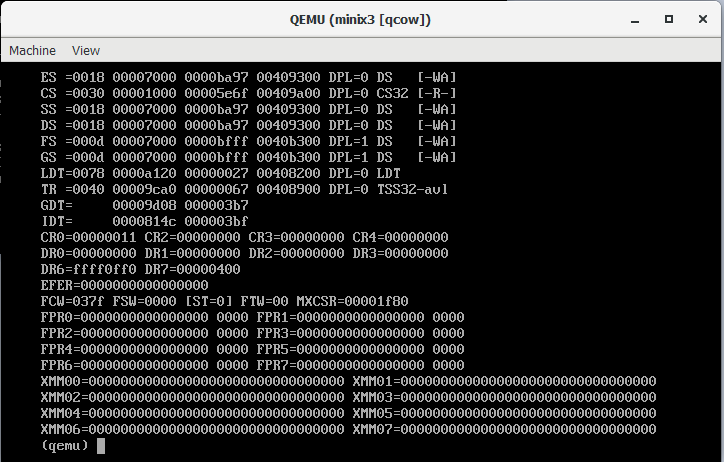 QEMU (minix3 [qcow])
Machine View
ES =0018 00007000 0000ba97 00409300 DPL=0 DS   [-WA]
CS =0030 00001000 00005e6f 00409a00 DPL=0 CS32 [-R-]
SS =0018 00007000 0000ba97 00409300 DPL=0 DS   [-WA]
DS =0018 00007000 0000ba97 00409300 DPL=0 DS   [-WA]
FS =000d 00007000 0000bfff 0040b300 DPL=1 DS   [-WA]
GS =000d 00007000 0000bfff 0040b300 DPL=1 DS   [-WA]
LDT=0078 0000a120 00000027 00408200 DPL=0 LDT
TR =0040 00009ca0 00000067 00408900 DPL=0 TSS32-avl
GDT=     00009d08 000003b7
IDT=     0000814c 000003bf
CR0=00000011 CR2=00000000 CR3=00000000 CR4=00000000
DR0=00000000 DR1=00000000 DR2=00000000 DR3=00000000
DR6=ffff0ff0 DR7=00000400
EFER=0000000000000000
FCW=037f FSW=0000 [ST=0] FTW=00 MXCSR=00001f80
FPR0=0000000000000000 0000 FPR1=0000000000000000 0000
FPR2=0000000000000000 0000 FPR3=0000000000000000 0000
FPR4=0000000000000000 0000 FPR5=0000000000000000 0000
FPR6=0000000000000000 0000 FPR7=0000000000000000 0000
XMM00=00000000000000000000000000000000 XMM01=00000000000000000000000000000000
XMM02=00000000000000000000000000000000 XMM03=00000000000000000000000000000000
XMM04=00000000000000000000000000000000 XMM05=00000000000000000000000000000000
XMM06=00000000000000000000000000000000 XMM07=00000000000000000000000000000000
(qemu)